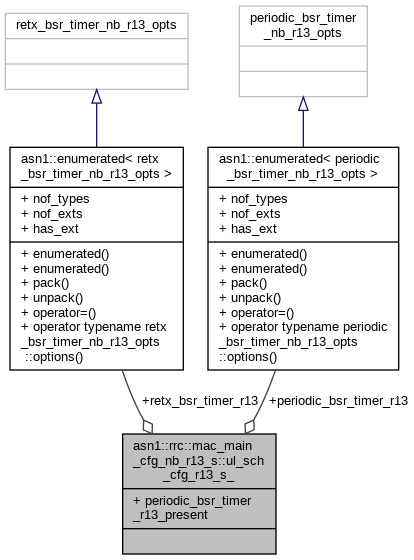 retx_bsr_timer_nb_r13_opts
periodic_bsr_timer
_nb_r13_opts
asn1::enumerated< retx
_bsr_timer_nb_r13_opts >
+ nof_types
+ nof_exts
+ has_ext
+ enumerated()
+ enumerated()
+ pack()
+ unpack()
+ operator=()
+ operator typename retx
_bsr_timer_nb_r13_opts
::options()
asn1::enumerated< periodic
_bsr_timer_nb_r13_opts >
+ nof_types
+ nof_exts
+ has_ext
+ enumerated()
+ enumerated()
+ pack()
+ unpack()
+ operator=()
+ operator typename periodic
_bsr_timer_nb_r13_opts
::options()
+retx_bsr_timer_r13
+periodic_bsr_timer_r13
asn1::rrc::mac_main
_cfg_nb_r13_s::ul_sch
_cfg_r13_s_
+ periodic_bsr_timer
_r13_present